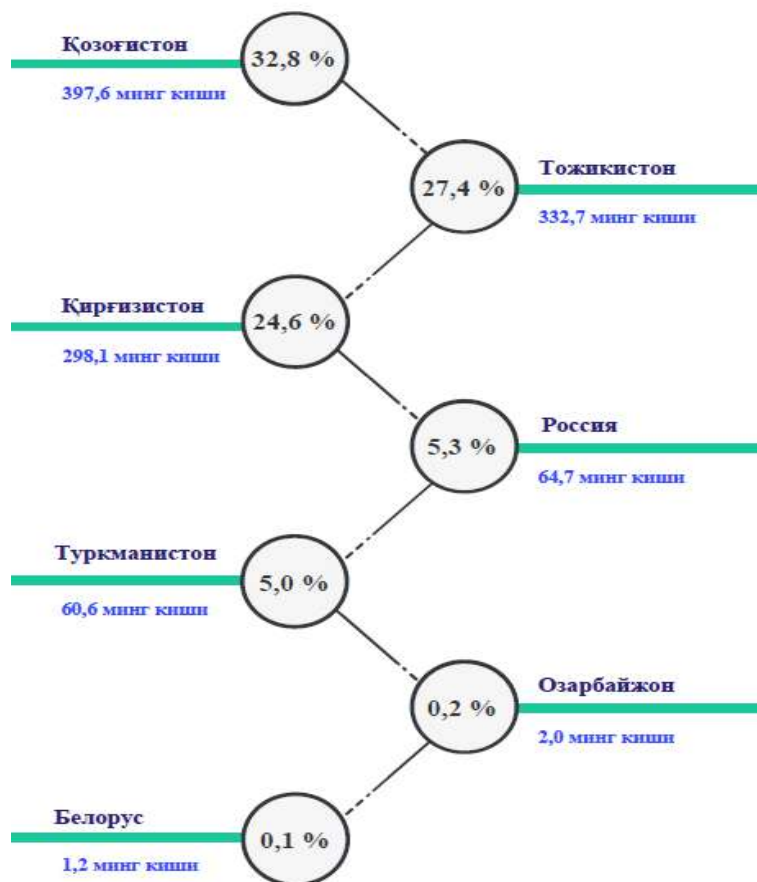 Қозоғистон
32,8 %
397,6 минг киши
Тожикистон
27,4 %
332,7 минг киши
Қирғизистон
24,6 %
298,1 минг киши
Россия
5,3 %
64,7 минг киши
Туркманистон
5,0 %
60,6 минг киши
Озарбайжон
0,2 %
2,0 минг киши
Белорус
0,1 %
1,2 минг киши